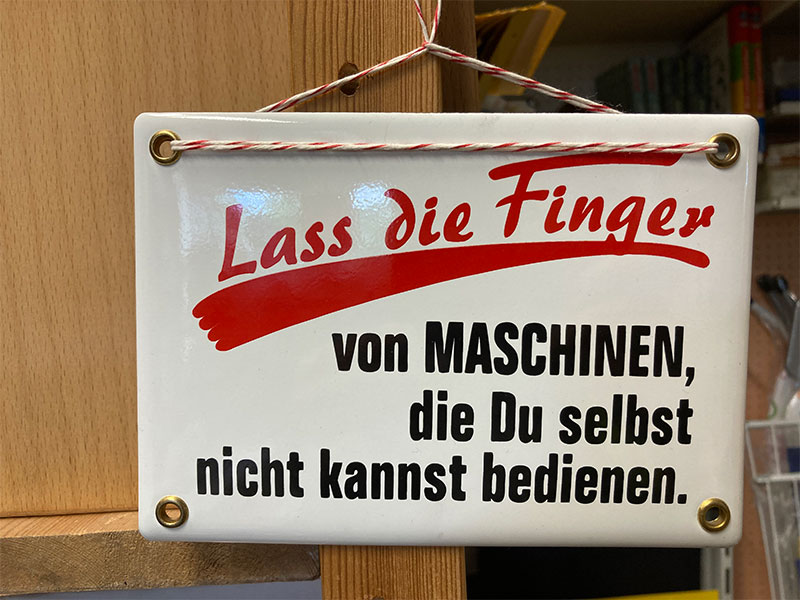 Lass die Finger
von MASCHINEN,
die Du selbst
nicht kannst bedienen.